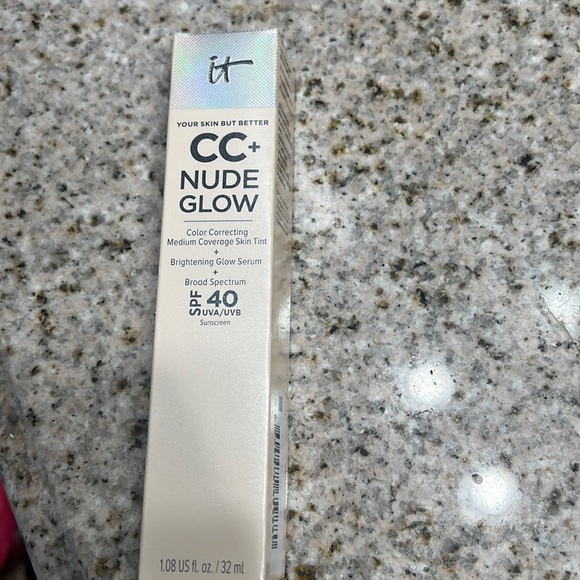 it
YOUR SKIN BUT BETTER
CC+
NUDE
GLOW
Color Correcting
Medium Coverage Skin Tint
+
Brightening Glow Serum
+
Broad Spectrum
SPF 40
UVA/UVB
Sunscreen
1.08 US fl. oz. / 32 ml